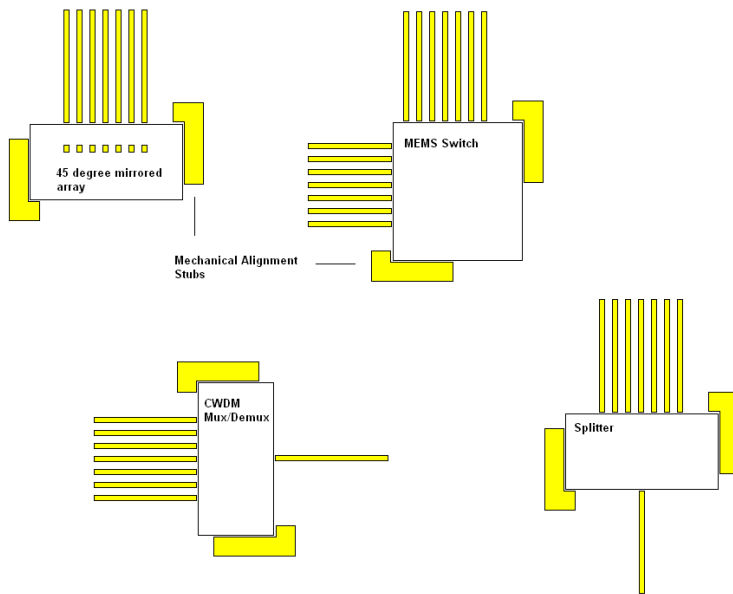 MEMS Switch
45 degree mirrored
array
Mechanical Alignment
Stubs
CWDM
Mux/Demux
Splitter